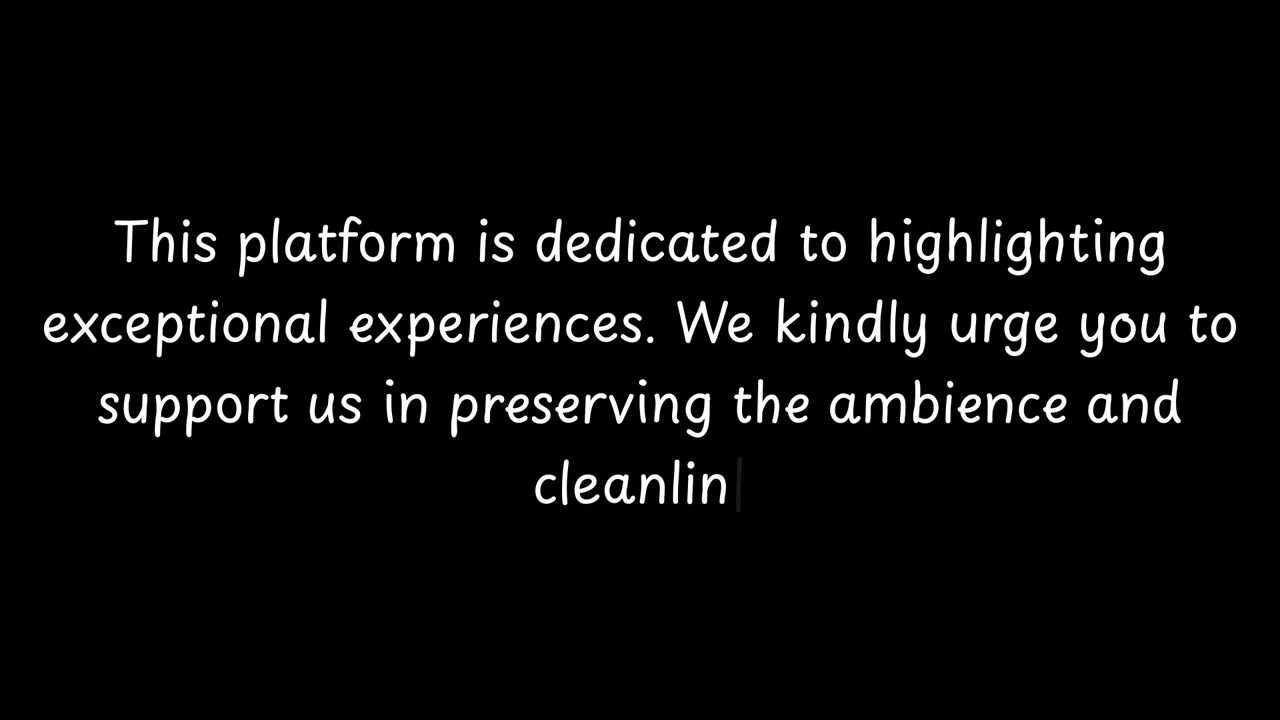 This platform is dedicated to highlighting
exceptional experiences. We kindly urge you to
support us in preserving the ambience and
cleanlin